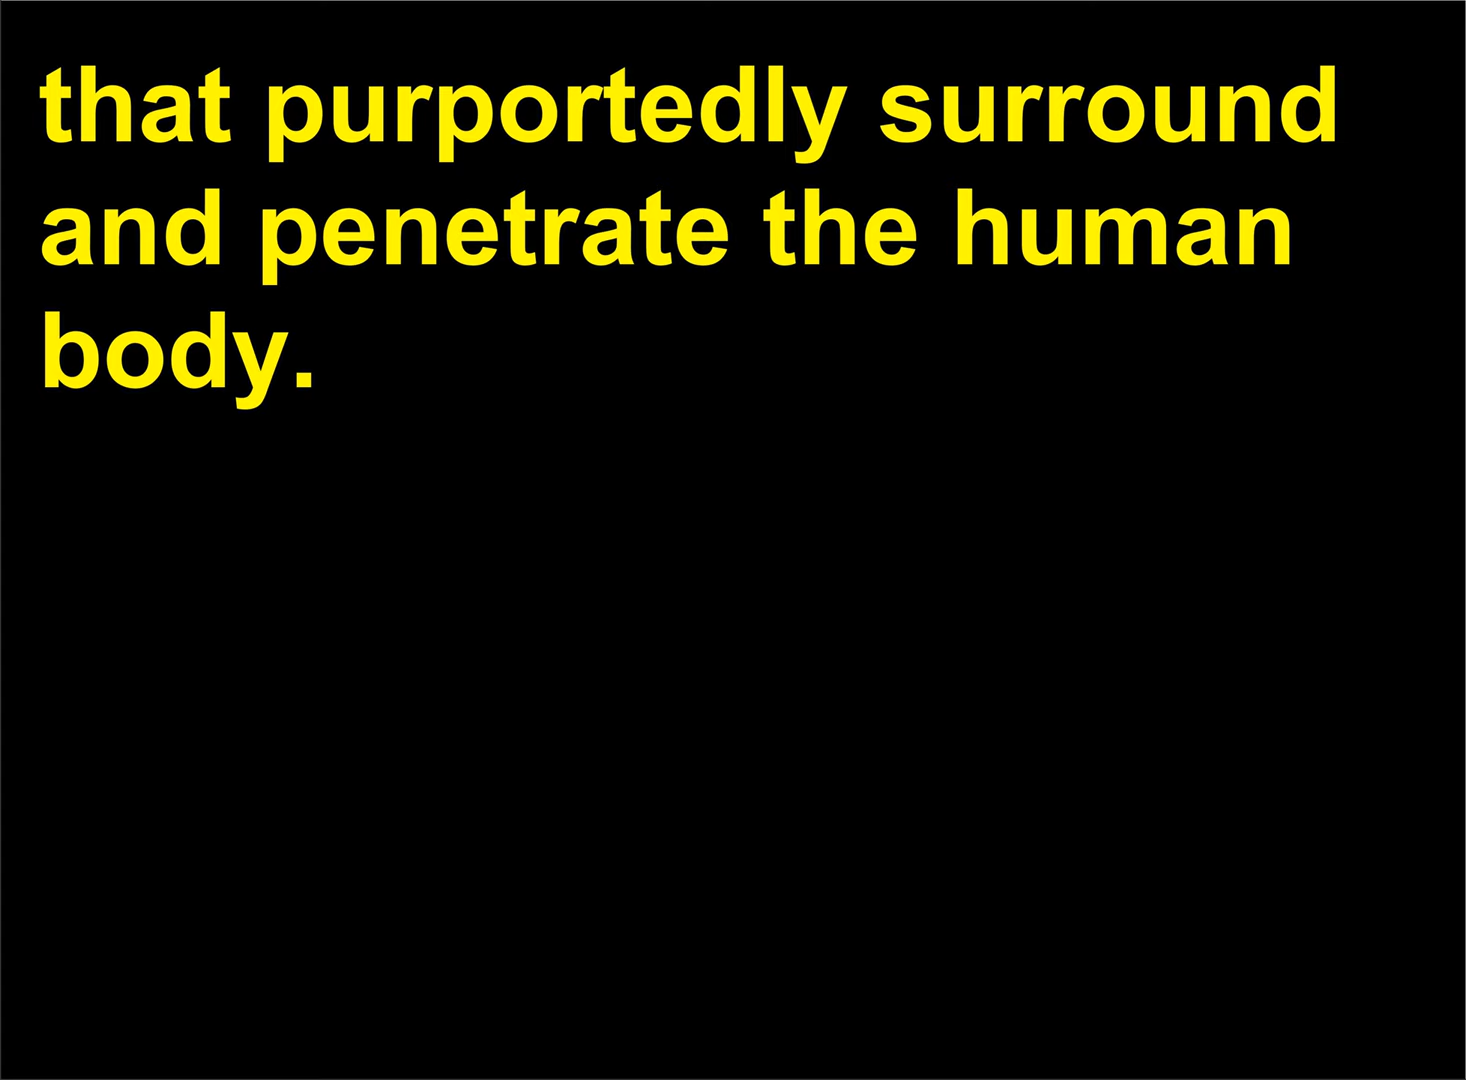 that purportedly surround
and penetrate the human
body.